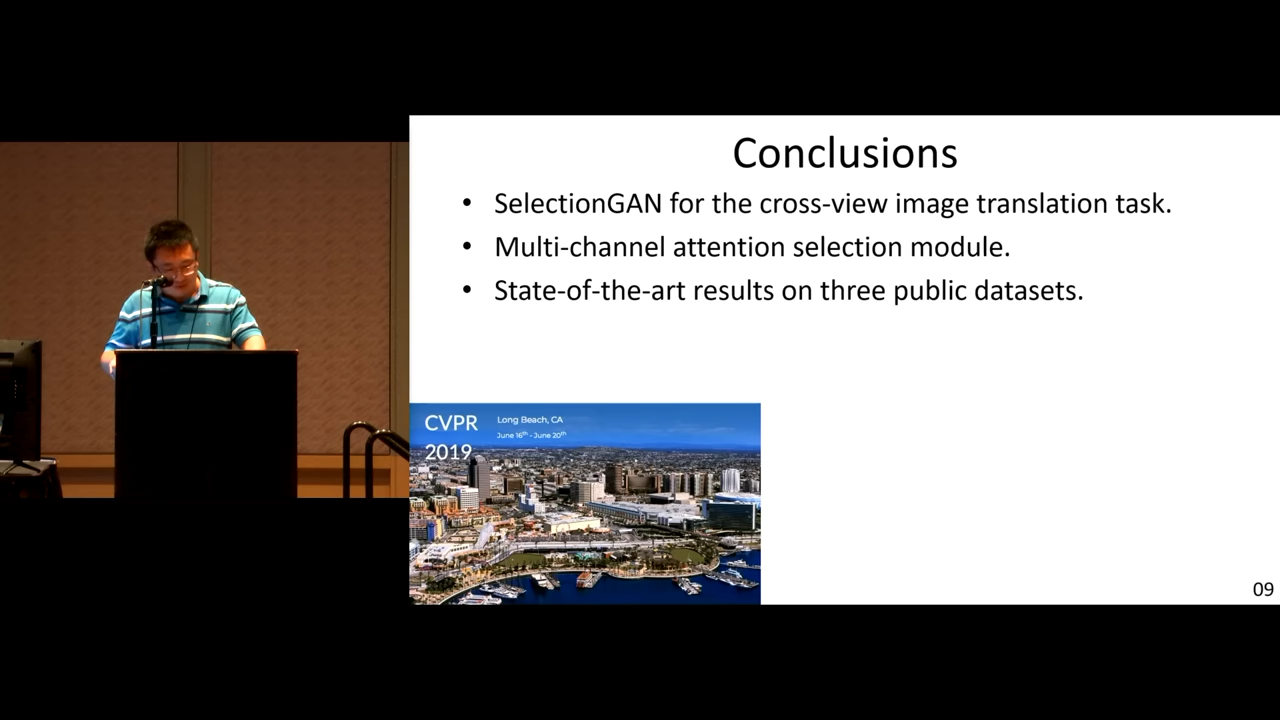 Conclusions
• SelectionGAN for the cross-view image translation task.
• Multi-channel attention selection module.
• State-of-the-art results on three public datasets.
CVPR
2019
Long Beach, CA
June 16th - June 20th
09